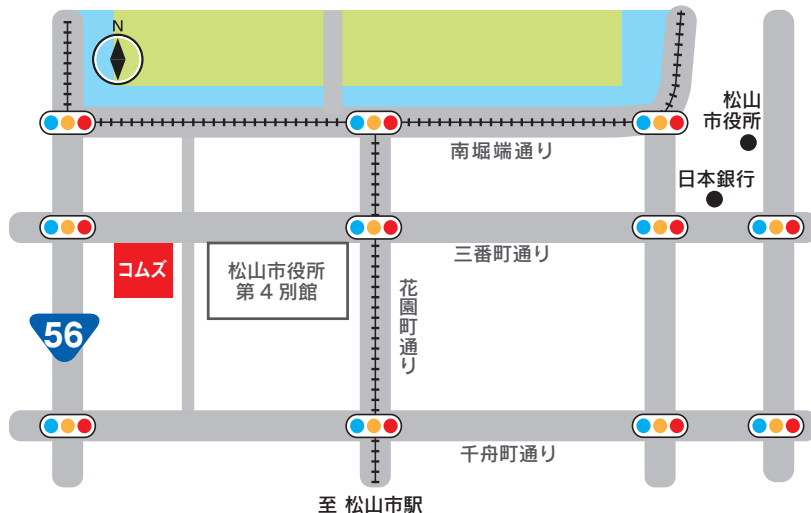 N
松山
市役所
南堀端通り
日本銀行
三番町通り
コムズ
松山市役所
第4別館
花園町通り
56
千舟町通り
至 松山市駅